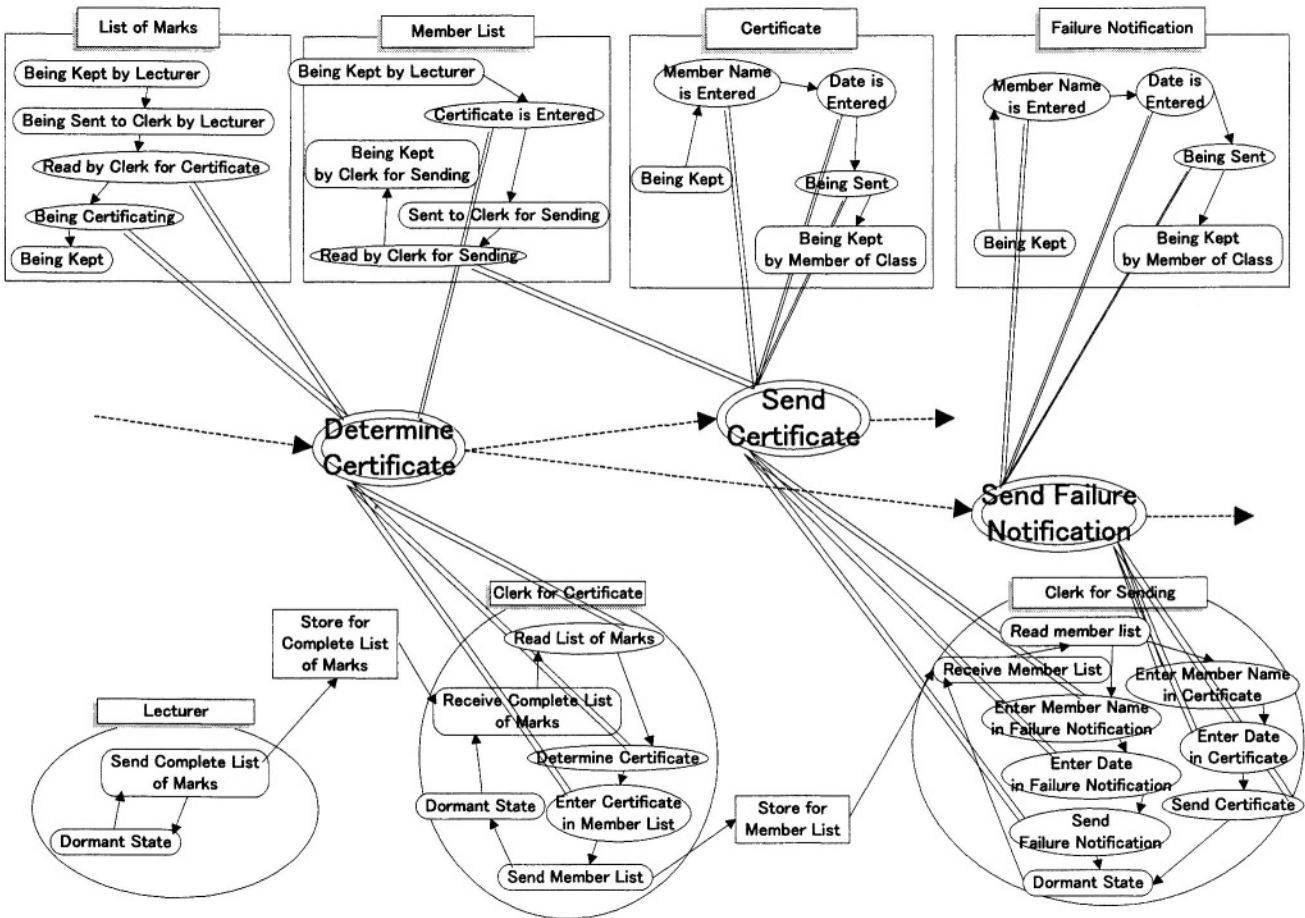 List of Marks
Being Kept by Lecturer
Being Sent to Clerk by Lecturer
Read by Clerk for Certificate
Being Certificating
Being Kept
Member List
Being Kept by Lecturer
Certificate is Entered
Being Kept
by Clerk for Sending
Sent to Clerk for Sending
Read by Clerk for Sending
Certificate
Member Name
is Entered
Date is
Entered
Being Kept
Being Sent
Being Kept
by Member of Class
Failure Notification
Member Name
is Entered
Date is
Entered
Being Sent
Being Kept
Being Kept
by Member of Class
Determine
Certificate
Send
Certificate
Send Failure
Notification
Lecturer
Send Complete List
of Marks
Dormant State
Store for
Complete List
of Marks
Clerk for Certificate
Read List of Marks
Receive Complete List
of Marks
Determine Certificate
Dormant State
Enter Certificate
in Member List
Send Member List
Store for
Member List
Clerk for Sending
Read member list
Receive Member List
Enter Member Name
in Certificate
Enter Member Name
in Failure Notification
Enter Date
in Certificate
Enter Date
in Failure Notification
Send Certificate
Send
Failure Notification
Dormant State